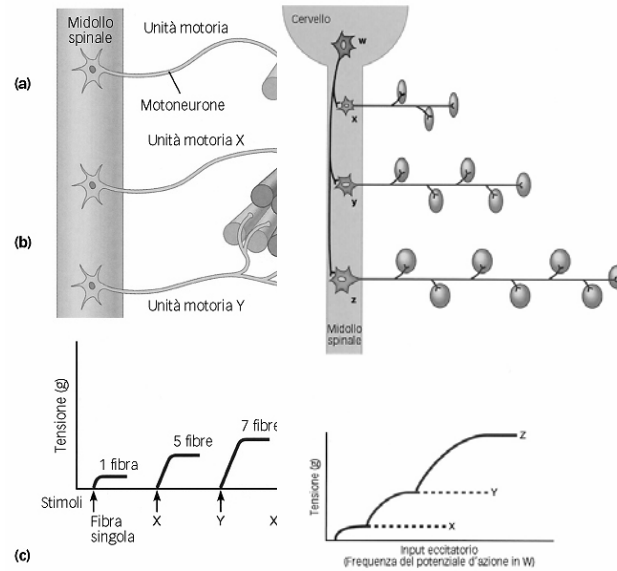 Midollo
spinale
Unità motoria
(a)
Motoneurone
Unità motoria X
(b)
Unità motoria Y
Cervello
w
x
y
z
Midollo
spinale
Tensione (g)
1 fibra
5 fibre
7 fibre
Stimoli
Fibra
singola
X
Y
X
(c)
Tensione (g)
Z
Y
X
Input eccitatorio
(Frequenza del potenziale d'azione in W)